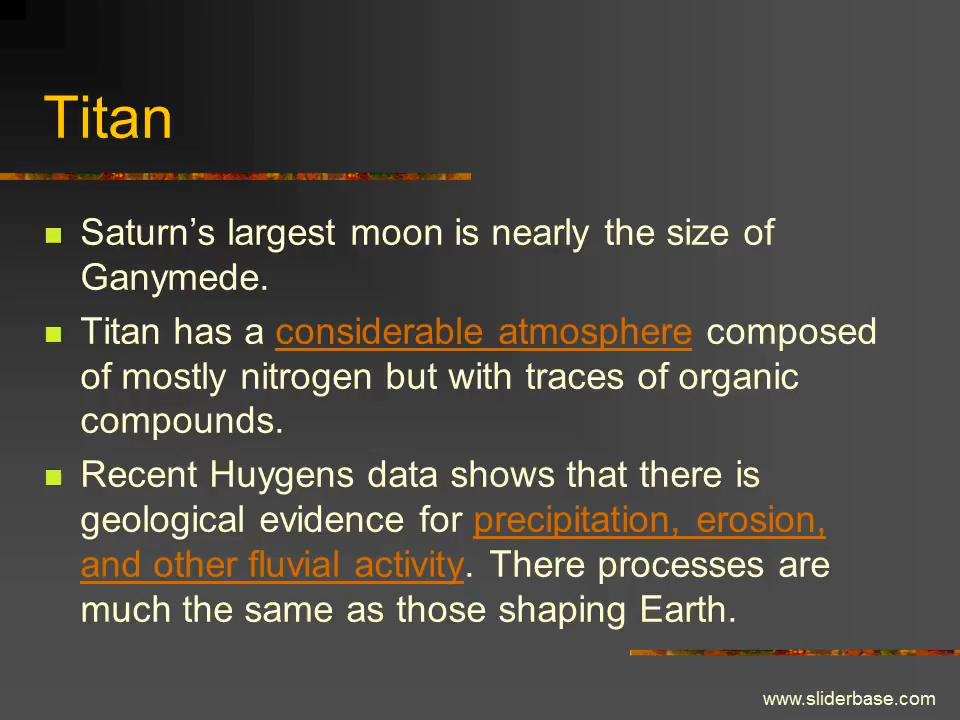 Titan
Saturn’s largest moon is nearly the size of
Ganymede.
Titan has a considerable atmosphere composed
of mostly nitrogen but with traces of organic
compounds.
Recent Huygens data shows that there is
geological evidence for precipitation, erosion,
and other fluvial activity. There processes are
much the same as those shaping Earth.
www.sliderbase.com